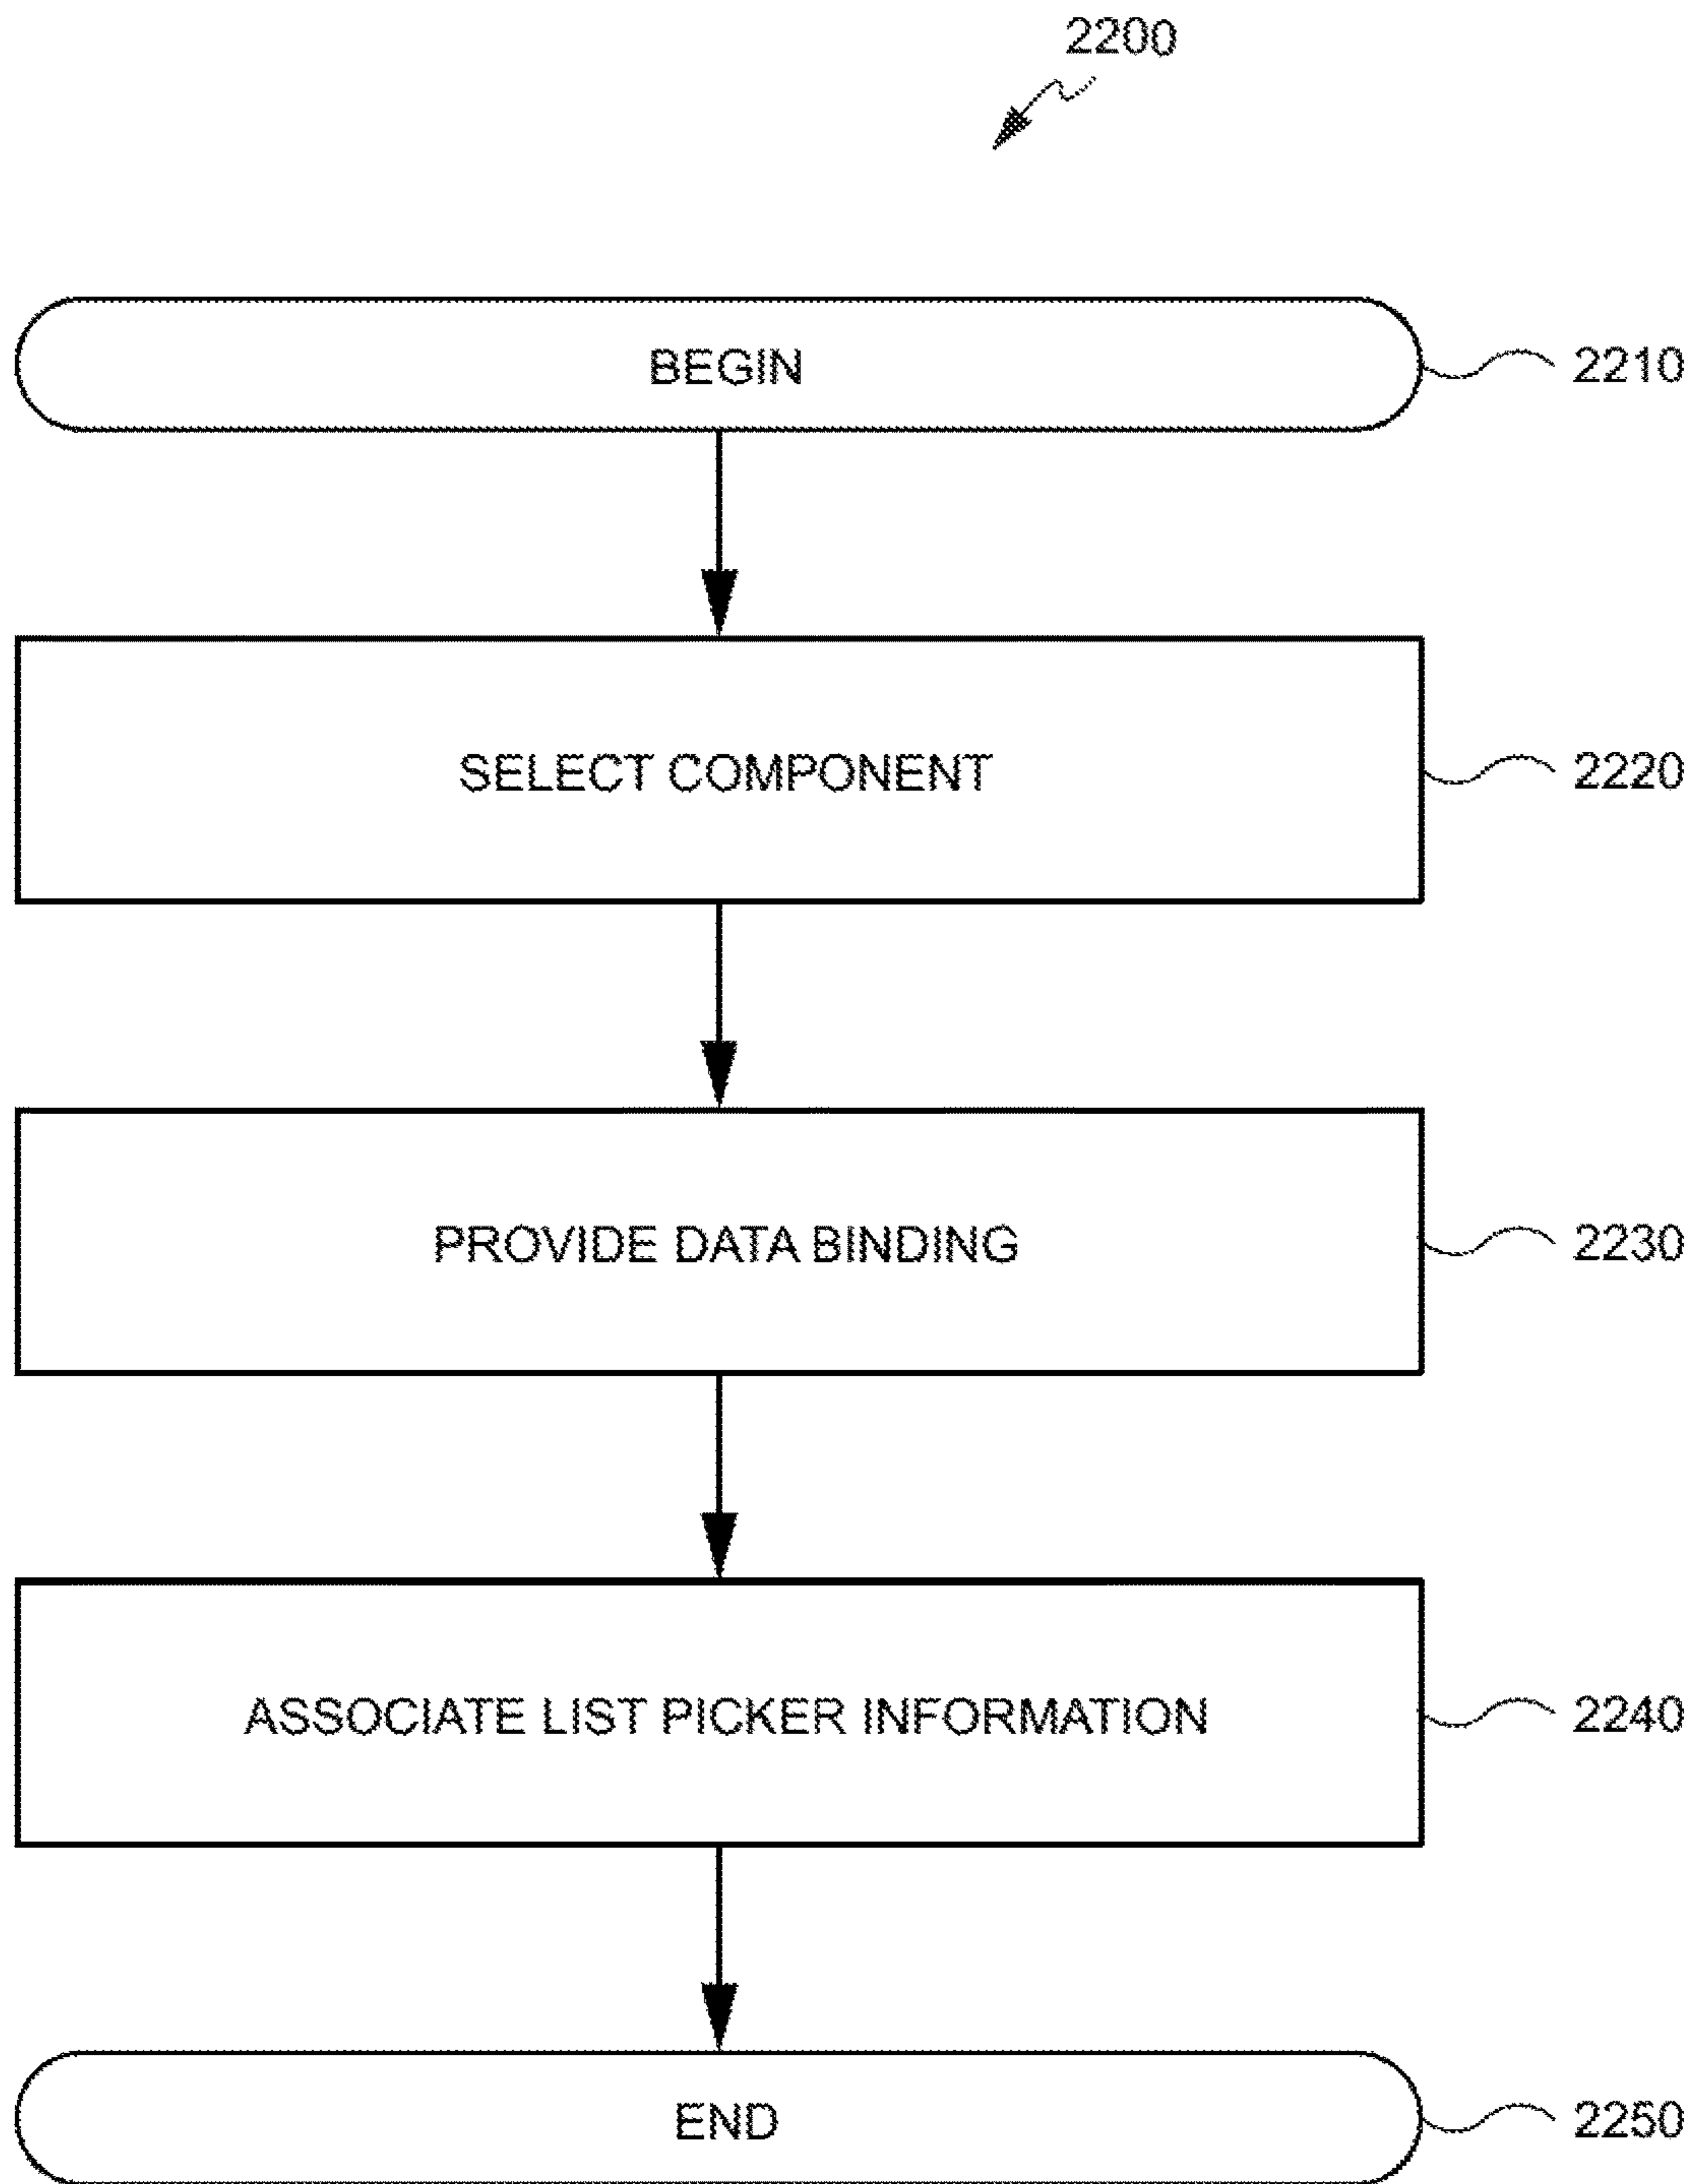 2200
BEGIN
2210
SELECT COMPONENT
2220
PROVIDE DATA BINDING
2230
ASSOCIATE LIST PICKER INFORMATION
2240
END
2250